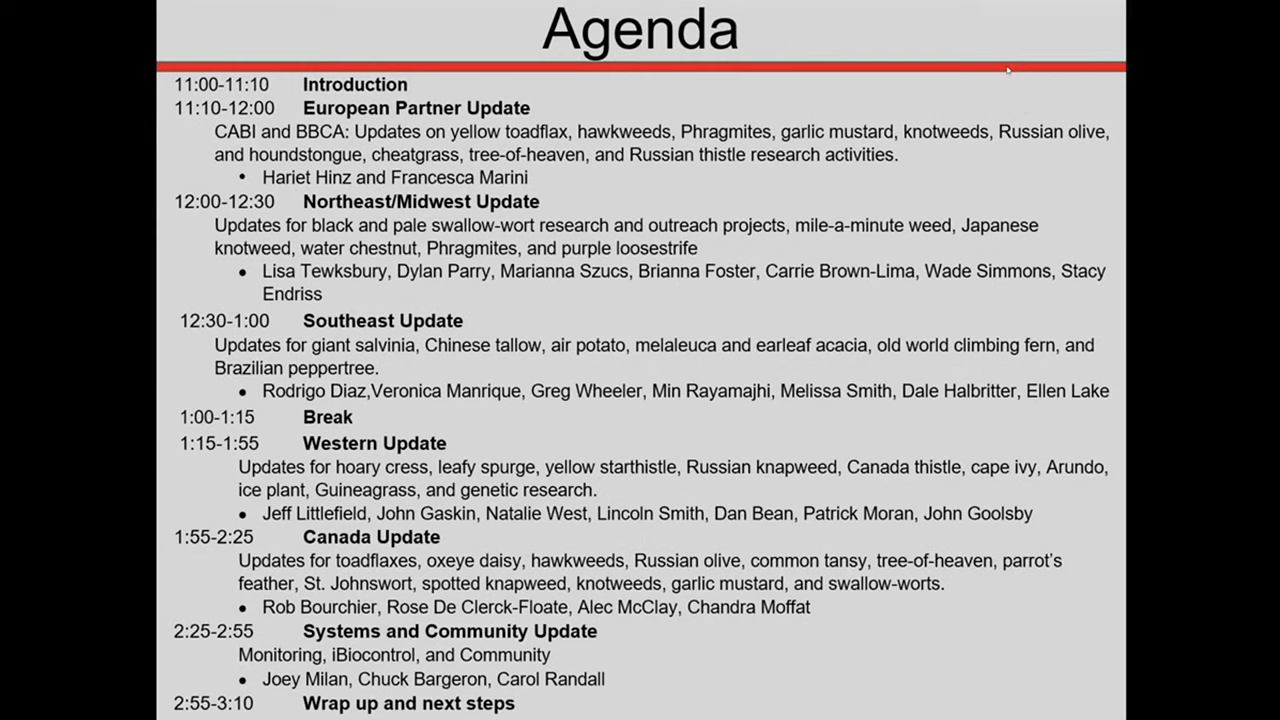 Agenda
11:00-11:10 Introduction
11:10-12:00 European Partner Update
CABI and BBCA: Updates on yellow toadflax, hawkweeds, Phragmites, garlic mustard, knotweeds, Russian olive,
and houndstongue, cheatgrass, tree-of-heaven, and Russian thistle research activities.
• Hariet Hinz and Francesca Marini
12:00-12:30 Northeast/Midwest Update
Updates for black and pale swallow-wort research and outreach projects, mile-a-minute weed, Japanese
knotweed, water chestnut, Phragmites, and purple loosestrife
• Lisa Tewksbury, Dylan Parry, Marianna Szucs, Brianna Foster, Carrie Brown-Lima, Wade Simmons, Stacy
Endriss
12:30-1:00 Southeast Update
Updates for giant salvinia, Chinese tallow, air potato, melaleuca and earleaf acacia, old world climbing fern, and
Brazilian peppertree.
• Rodrigo Diaz,Veronica Manrique, Greg Wheeler, Min Rayamajhi, Melissa Smith, Dale Halbritter, Ellen Lake
1:00-1:15 Break
1:15-1:55 Western Update
Updates for hoary cress, leafy spurge, yellow starthistle, Russian knapweed, Canada thistle, cape ivy, Arundo,
ice plant, Guineagrass, and genetic research.
• Jeff Littlefield, John Gaskin, Natalie West, Lincoln Smith, Dan Bean, Patrick Moran, John Goolsby
1:55-2:25 Canada Update
Updates for toadflaxes, oxeye daisy, hawkweeds, Russian olive, common tansy, tree-of-heaven, parrot's
feather, St. Johnswort, spotted knapweed, knotweeds, garlic mustard, and swallow-worts.
• Rob Bourchier, Rose De Clerck-Floate, Alec McClay, Chandra Moffat
2:25-2:55 Systems and Community Update
Monitoring, iBiocontrol, and Community
• Joey Milan, Chuck Bargeron, Carol Randall
2:55-3:10 Wrap up and next steps